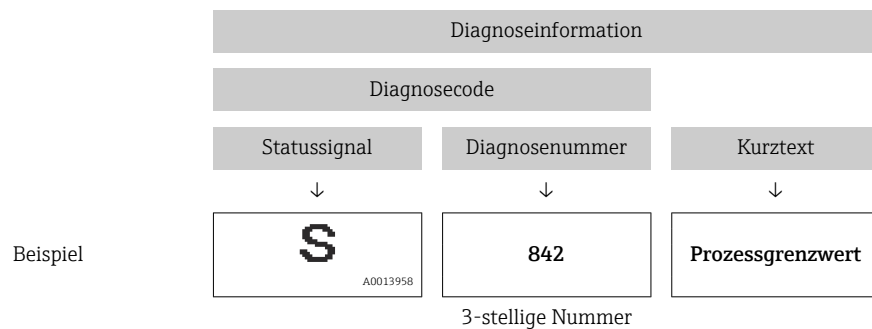 Diagnoseinformation
Diagnosecode
Statussignal Diagnosenummer Kurztext
↓ ↓ ↓
Beispiel S 842 Prozessgrenzwert
A0013958
3-stellige Nummer